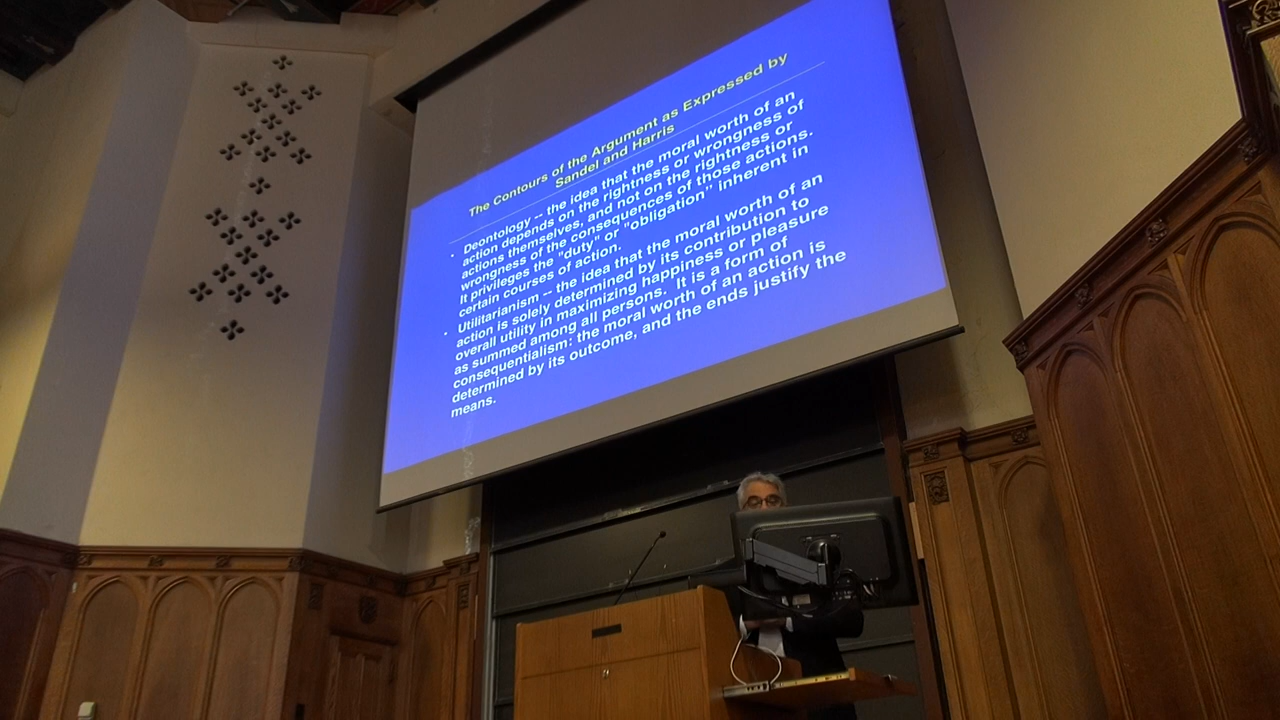 The Contours of the Argument as Expressed by
Sandel and Harris
• Deontology -- the idea that the moral worth of an
action depends on the rightness or wrongness of
actions themselves, and not on the rightness or
wrongness of the consequences of those actions.
It privileges the "duty" or "obligation" inherent in
certain courses of action.
• Utilitarianism -- the idea that the moral worth of an
action is solely determined by its contribution to
overall utility in maximizing happiness or pleasure
as summed among all persons. It is a form of
consequentialism: the moral worth of an action is
determined by its outcome, and the ends justify the
means.